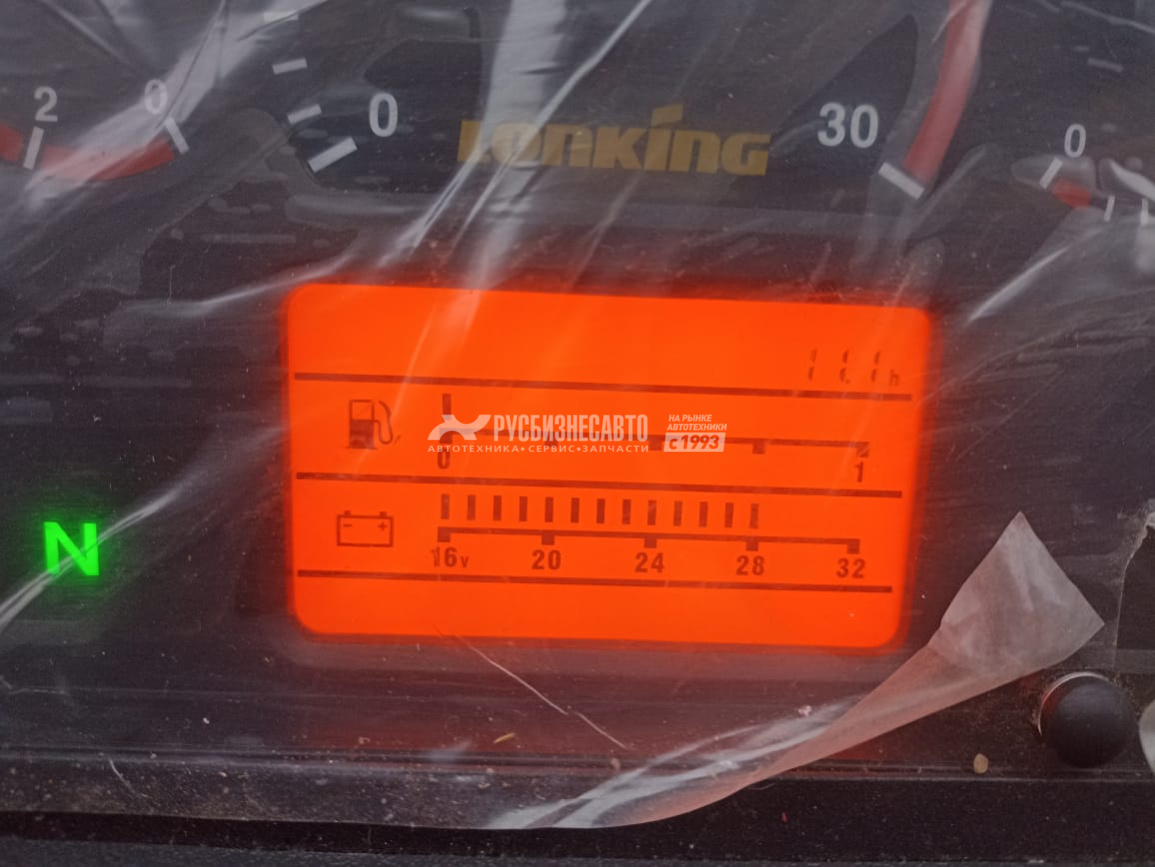 2 0 0 LONKING 30 0
11.1 h
РУСБИЗНЕСАВТО НА РЫНКЕ АВТОТЕХНИКИ с 1993
АВТОТЕХНИКА•СЕРВИС•ЗАПЧАСТИ
0 1
N
16v 20 24 28 32